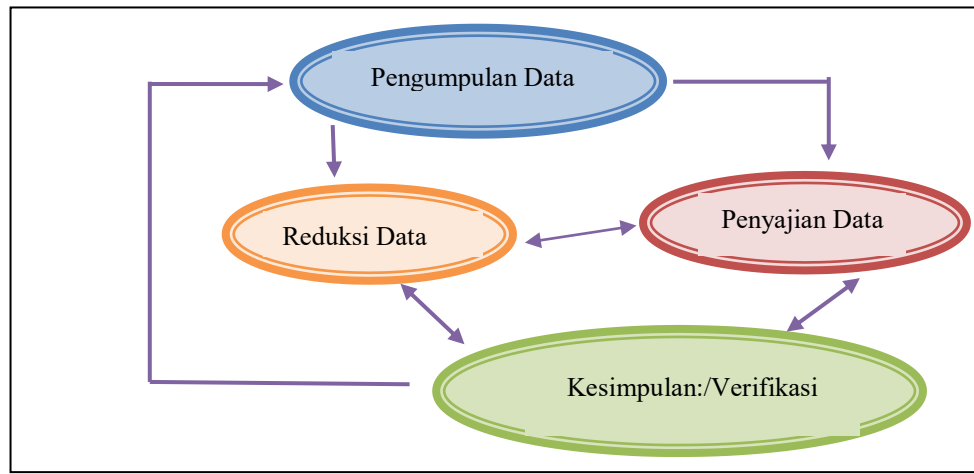 Pengumpulan Data
Penyajian Data
Reduksi Data
Kesimpulan:/Verifikasi